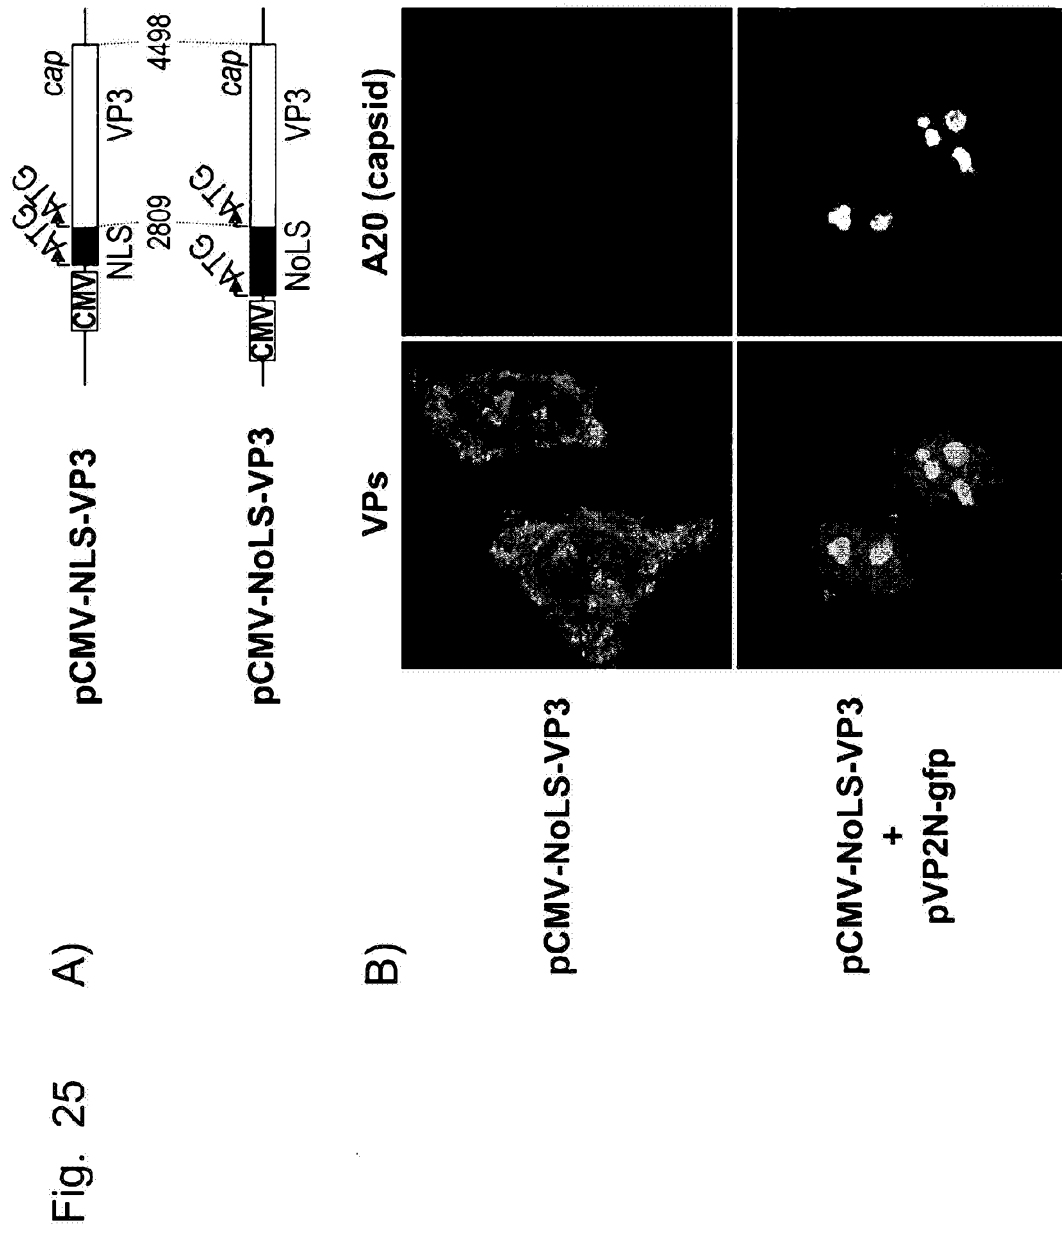 Fig. 25
A)
pCMV-NLS-VP3
CMV
ATG
ATG
NLS
VP3
cap
2809
4498
pCMV-NoLS-VP3
CMV
ATG
ATG
NoLS
VP3
cap
B)
VPs
A20 (capsid)
pCMV-NoLS-VP3
pCMV-NoLS-VP3
+
pVP2N-gfp